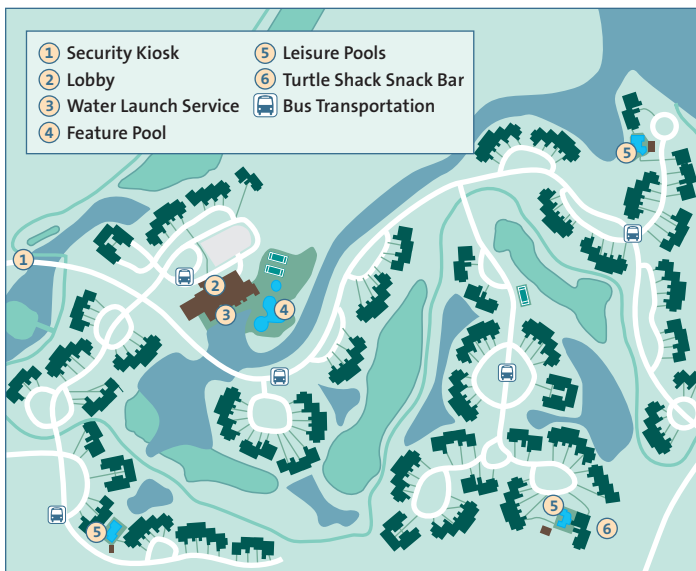 1 Security Kiosk
2 Lobby
3 Water Launch Service
4 Feature Pool
5 Leisure Pools
6 Turtle Shack Snack Bar
Bus Transportation
5
1
2
3
4
5
5
6